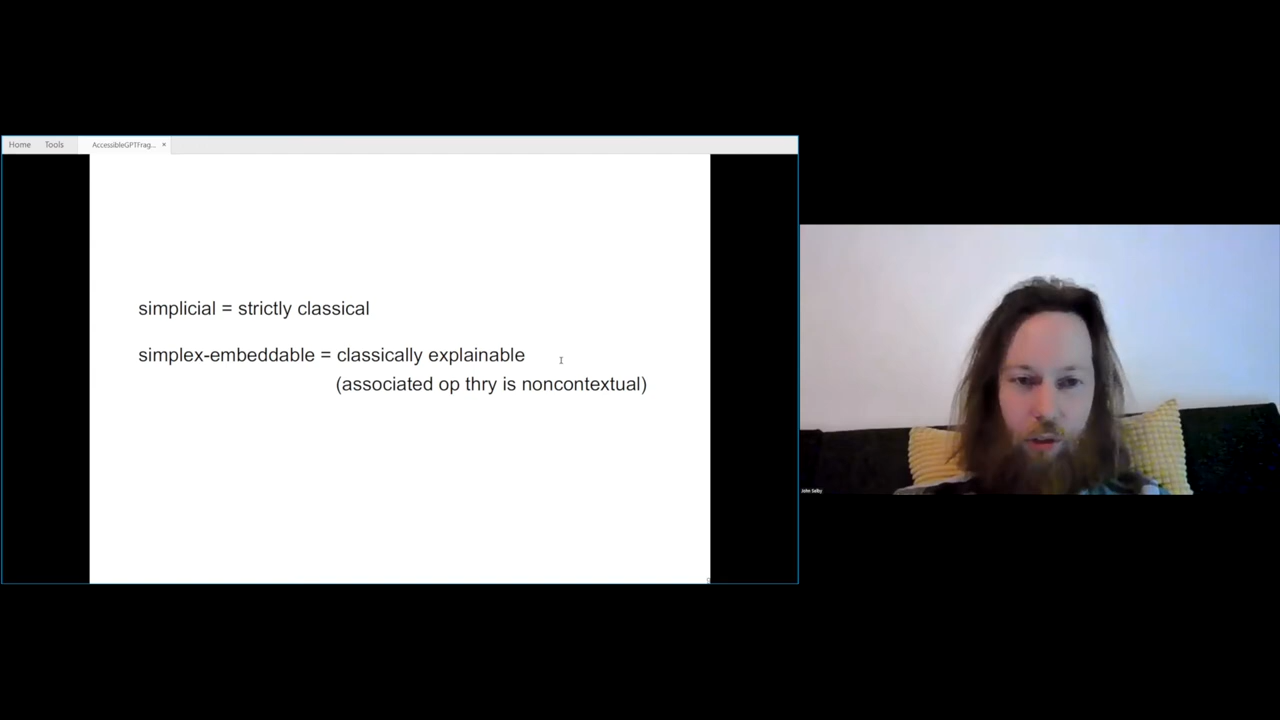 Home Tools AccessibleGPTFrag... ×
simplicial = strictly classical
simplex-embeddable = classically explainable
(associated op thry is noncontextual)
John Selby